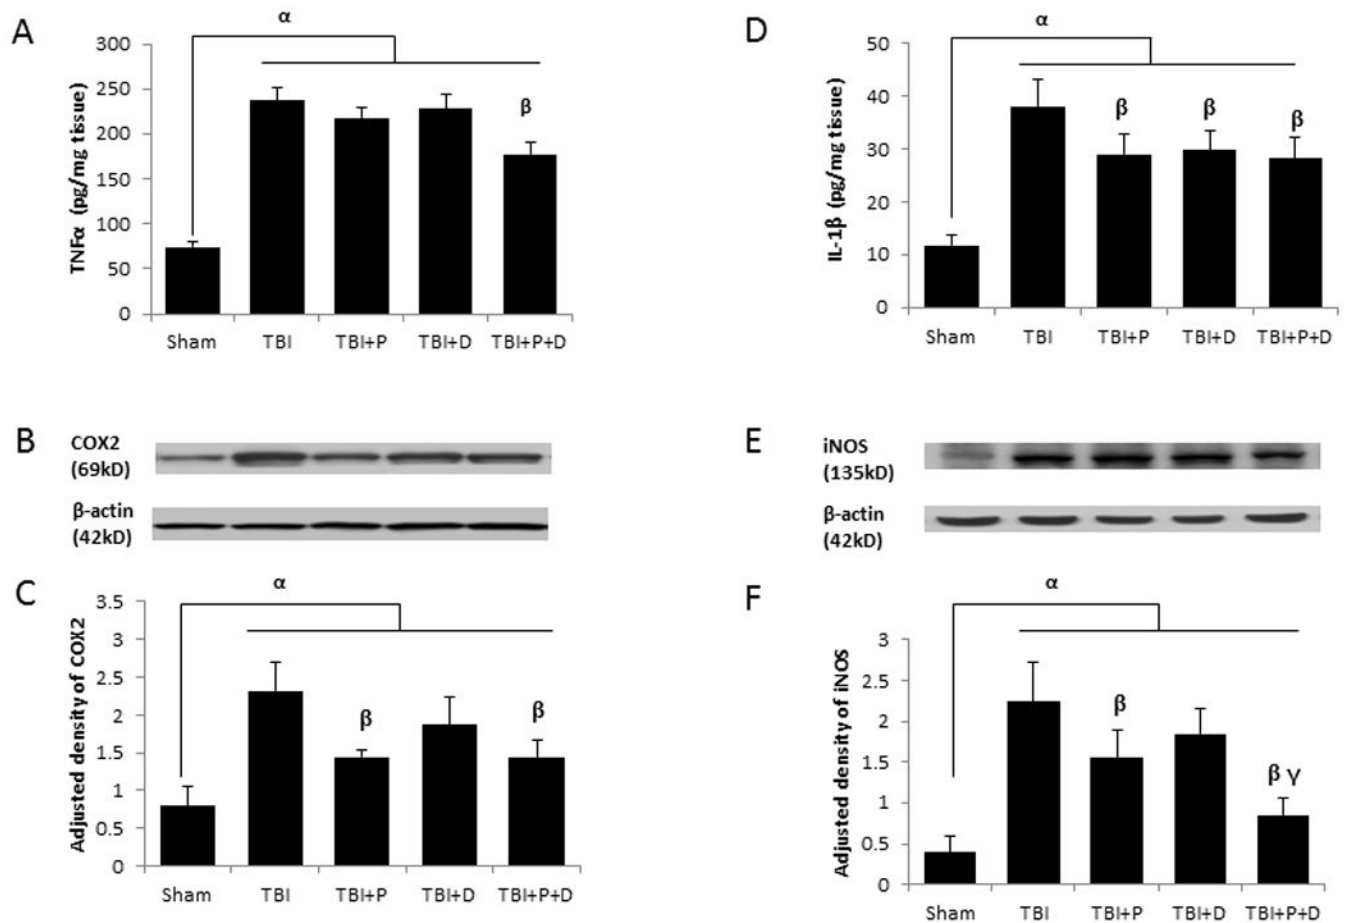 A
α
TNFα (pg/mg tissue)
300
250
200
150
100
50
0
β
Sham TBI TBI+P TBI+D TBI+P+D
D
α
IL-1β (pg/mg tissue)
50
40
30
20
10
0
β β β
Sham TBI TBI+P TBI+D TBI+P+D
B
COX2
(69kD)
β-actin
(42kD)
E
iNOS
(135kD)
β-actin
(42kD)
C
α
Adjusted density of COX2
3.5
3
2.5
2
1.5
1
0.5
0
β β
Sham TBI TBI+P TBI+D TBI+P+D
F
α
Adjusted density of iNOS
3
2.5
2
1.5
1
0.5
0
β
β γ
Sham TBI TBI+P TBI+D TBI+P+D